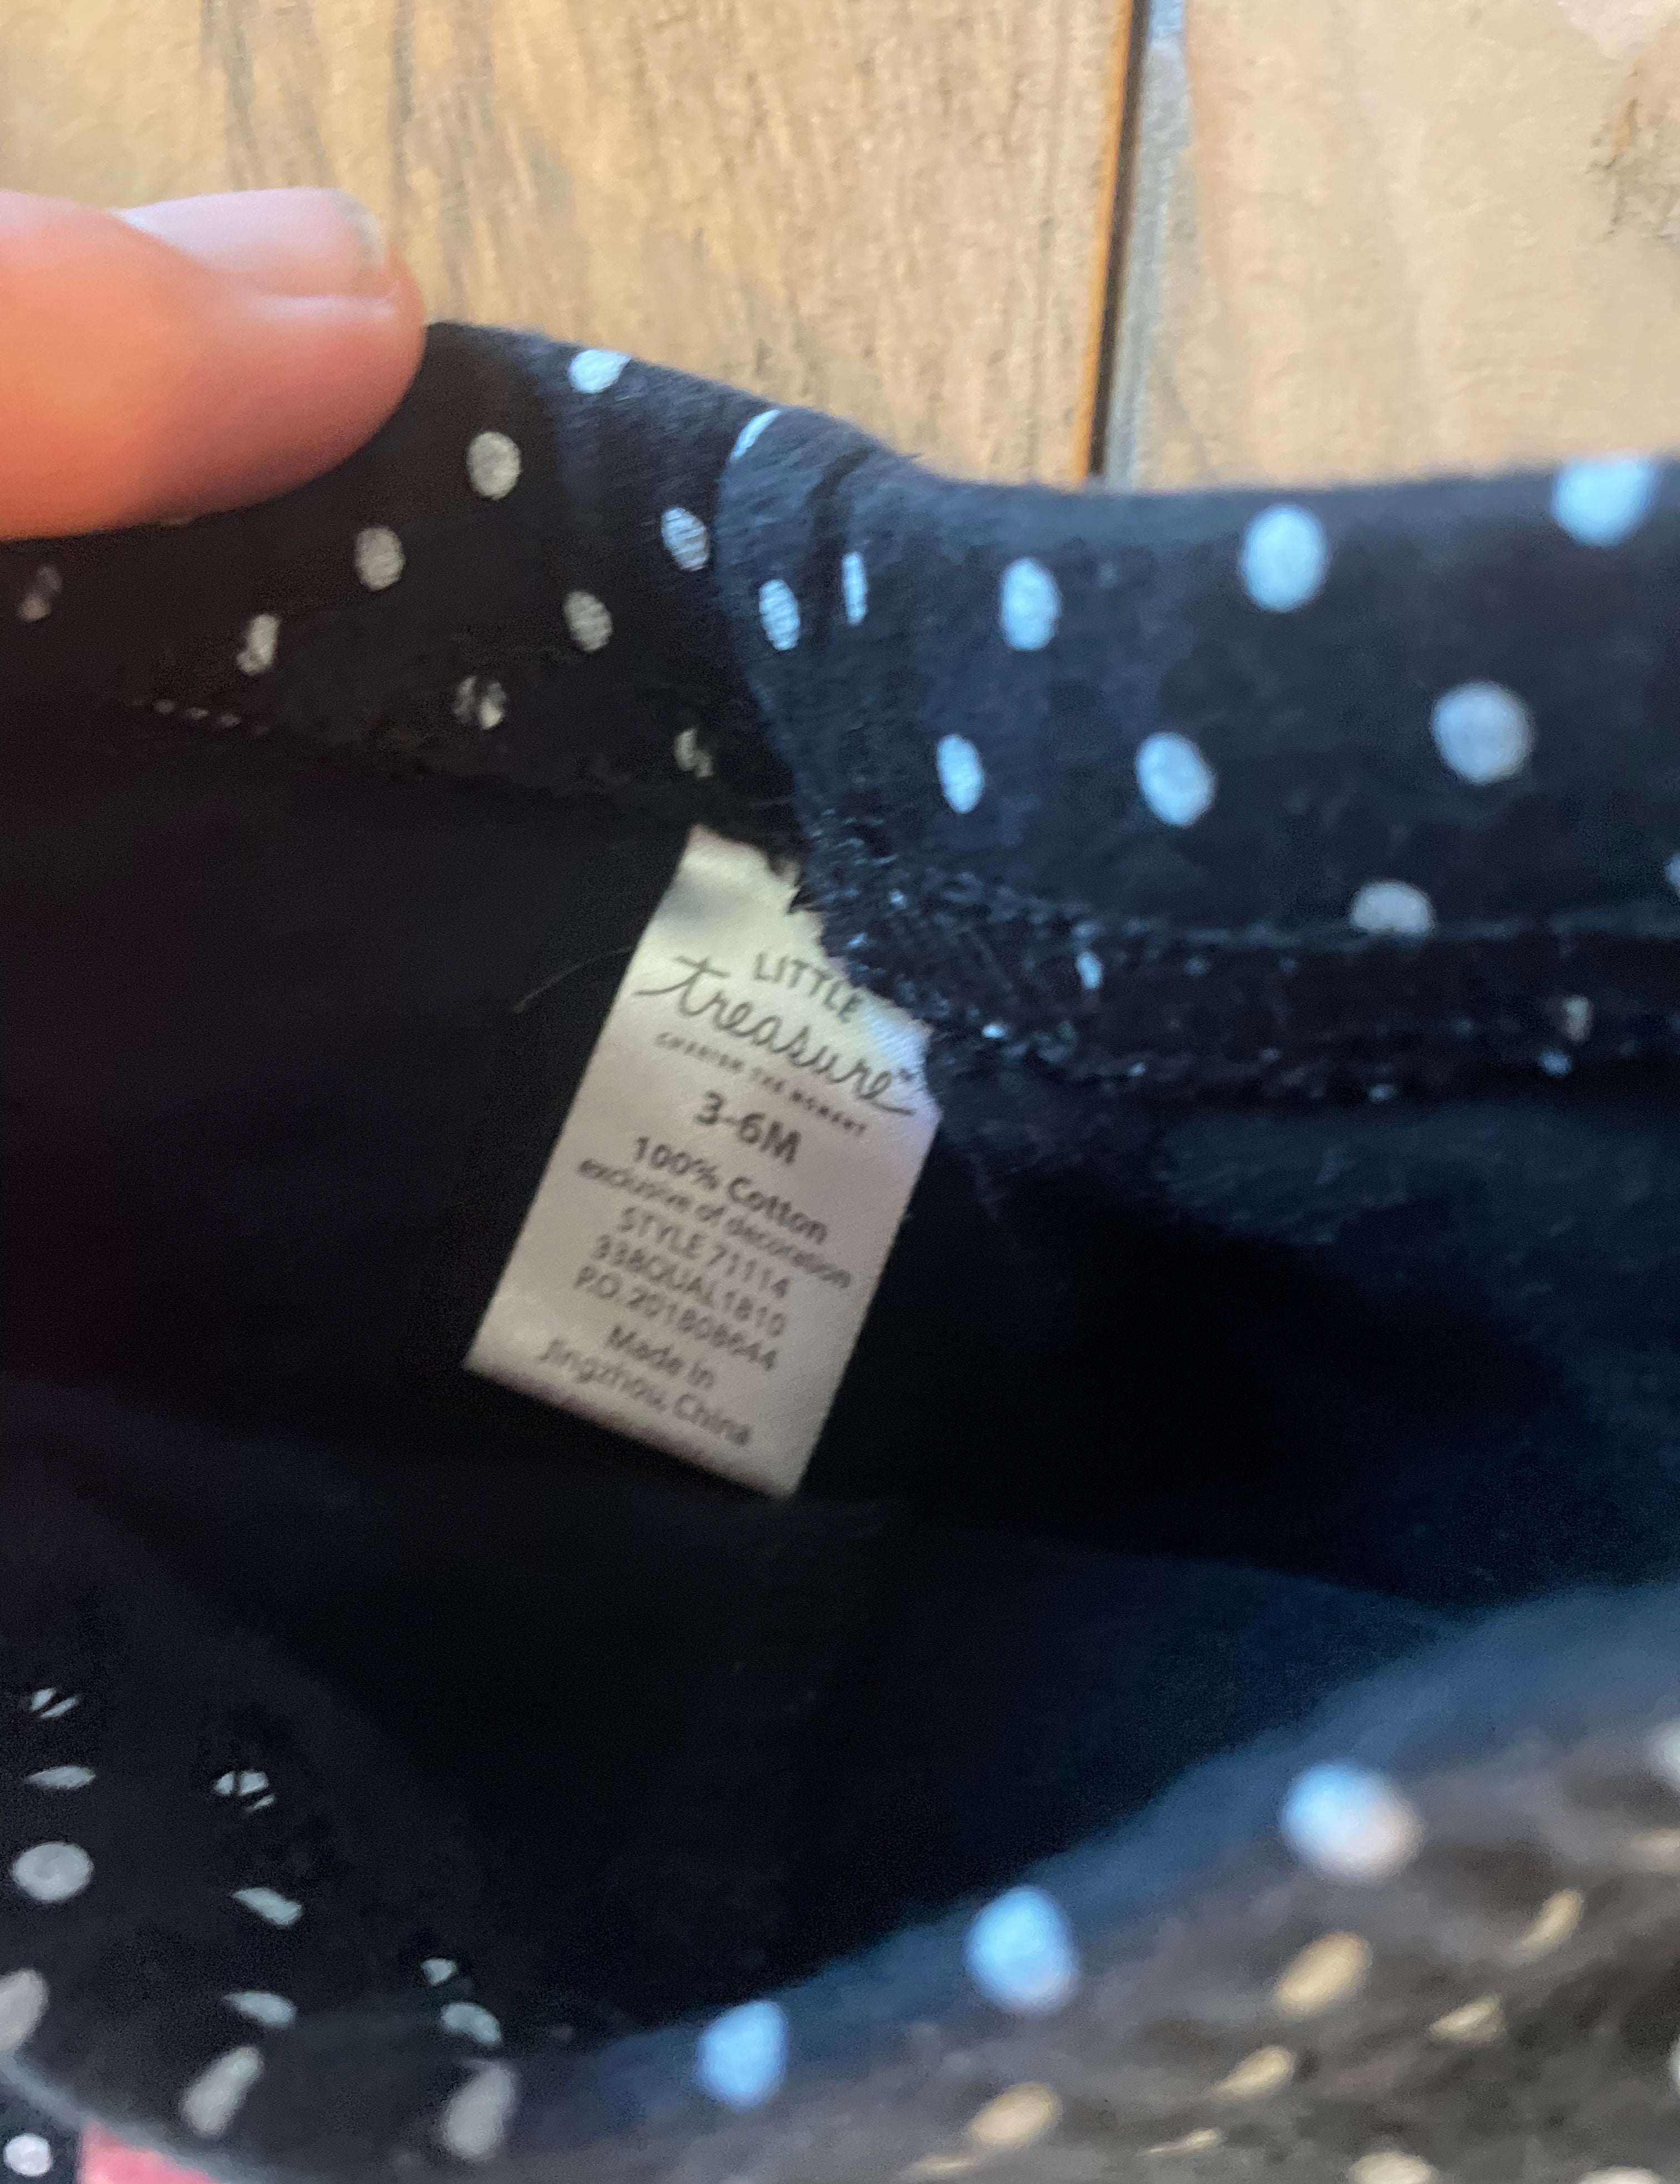 LITTLE
treasure™
CHERISH THE MOMENT
3-6M
100% Cotton
exclusive of decoration
STYLE 71114
338QUAL1810
P.O.201808644
Made in
Jingzhou, China